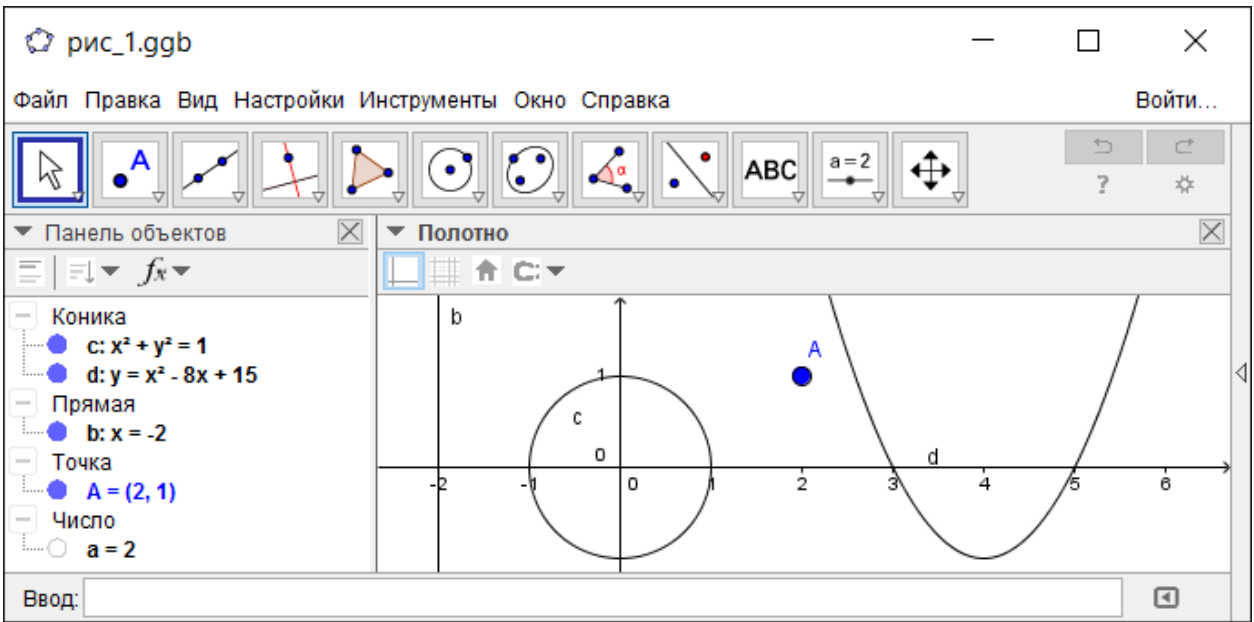 рис_1.ggb
Файл Правка Вид Настройки Инструменты Окно Справка Войти...
A α ABC a=2 ?
Панель объектов
fx
Коника
c: x² + y² = 1
d: y = x² - 8x + 15
Прямая
b: x = -2
Точка
A = (2, 1)
Число
a = 2
Полотно
b
A
1
c
0 d
-2 -1 0 1 2 3 4 5 6
Ввод: